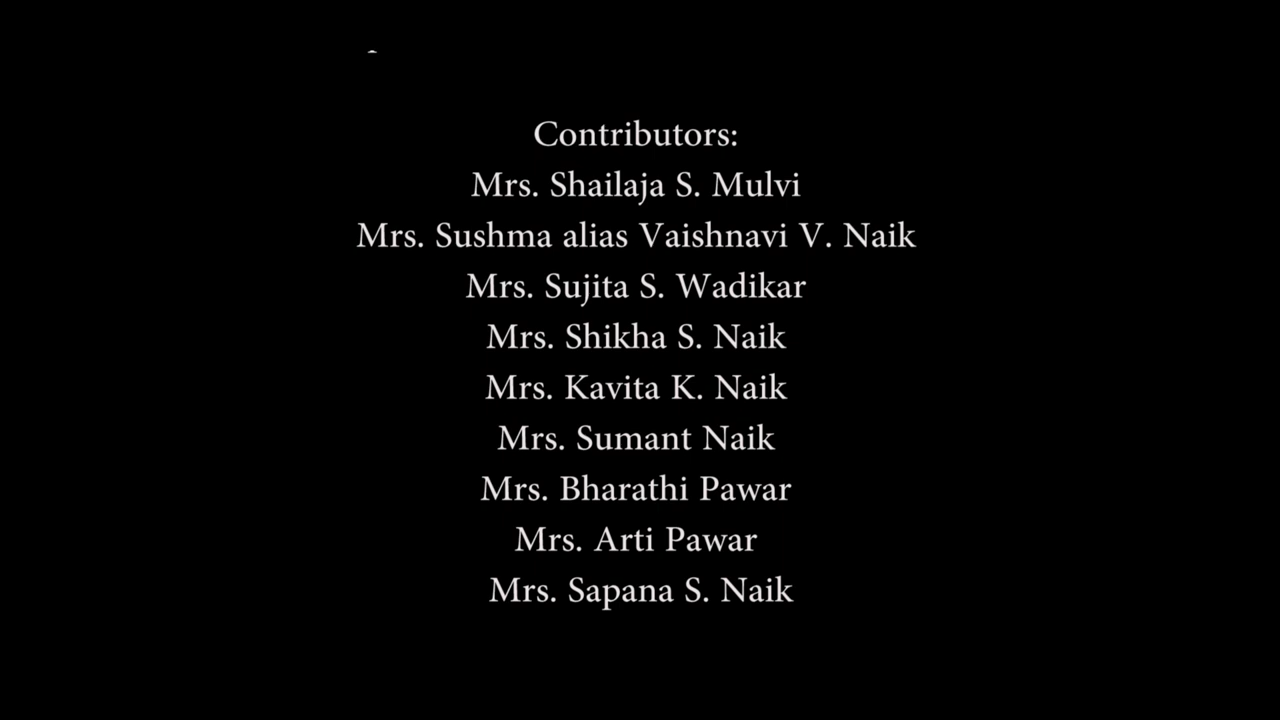 Contributors:
Mrs. Shailaja S. Mulvi
Mrs. Sushma alias Vaishnavi V. Naik
Mrs. Sujita S. Wadikar
Mrs. Shikha S. Naik
Mrs. Kavita K. Naik
Mrs. Sumant Naik
Mrs. Bharathi Pawar
Mrs. Arti Pawar
Mrs. Sapana S. Naik